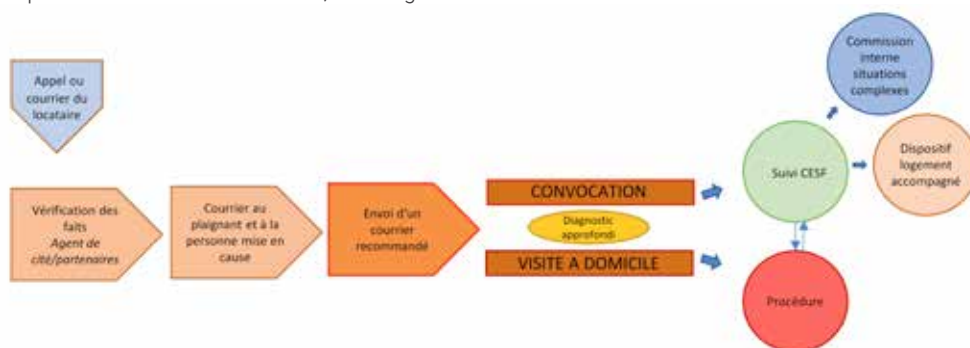 Appel ou
courrier du
locataire
Vérification des
faits
Agent de
cité/partenaires
Courrier au
plaignant et à la
personne mise en
cause
Envoi d'un
courrier
recommandé
CONVOCATION
Diagnostic
approfondi
VISITE A DOMICILE
Suivi CESF
Commission
interne
situations
complexes
Dispositif
logement
accompagné
Procédure